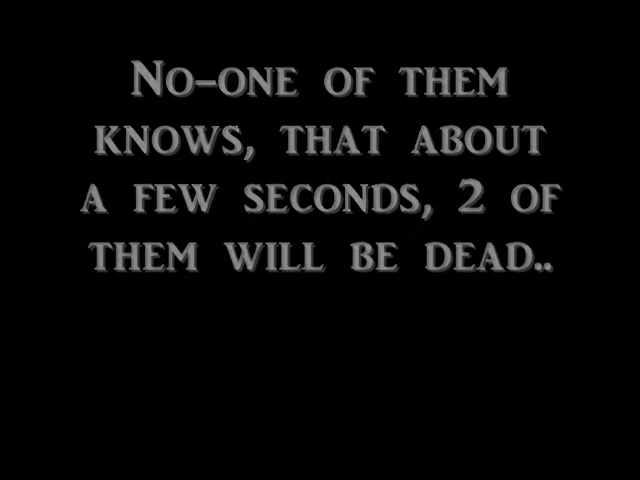 No-one of them
knows, that about
a few seconds, 2 of
them will be dead..